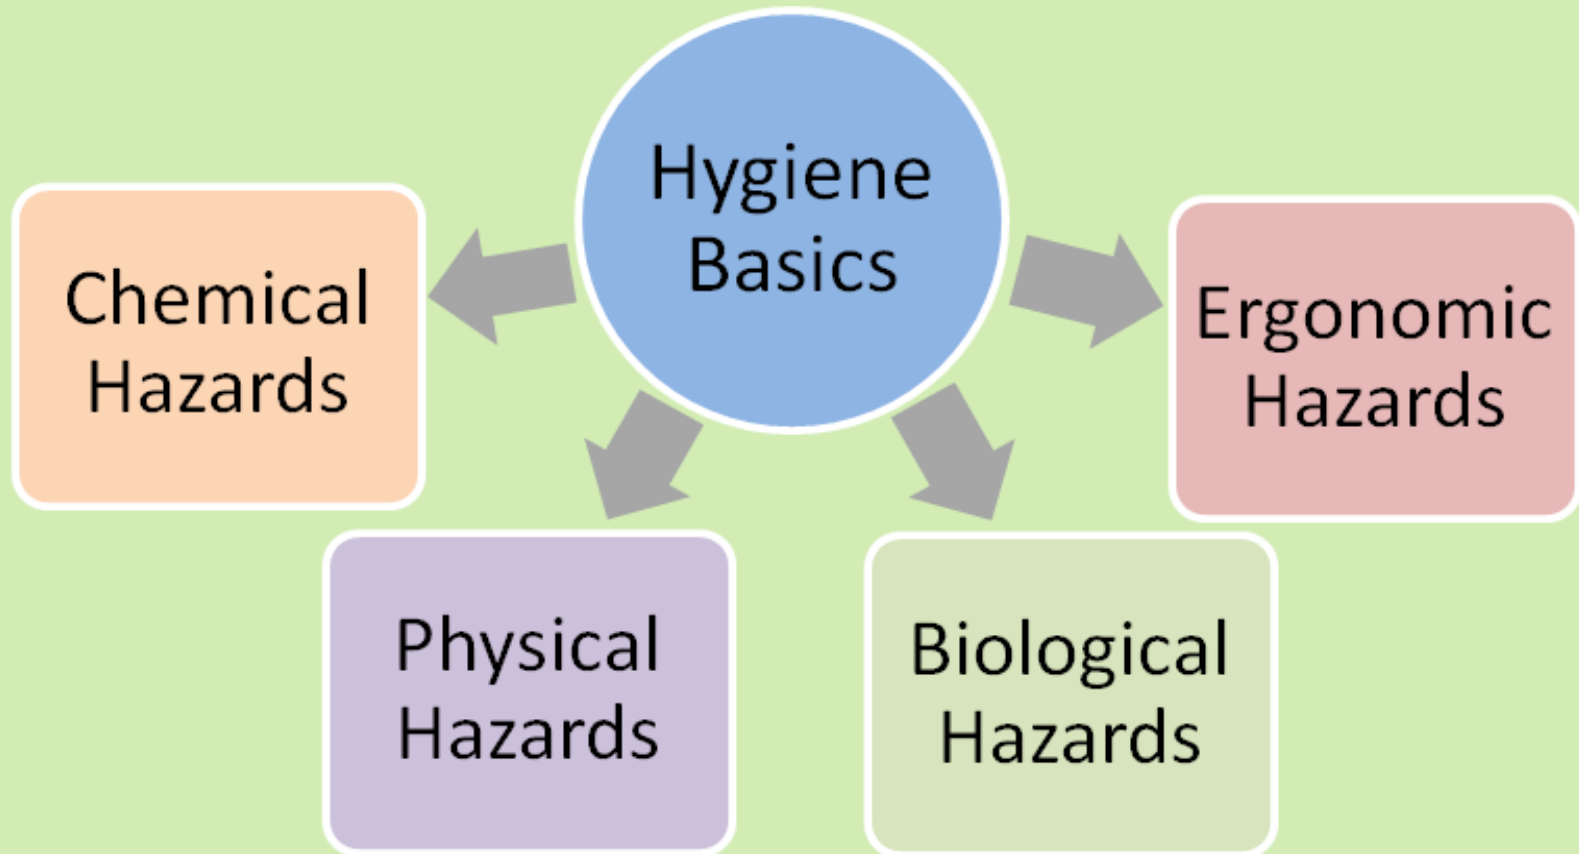 Hygiene
Basics
Chemical
Hazards
Physical
Hazards
Biological
Hazards
Ergonomic
Hazards